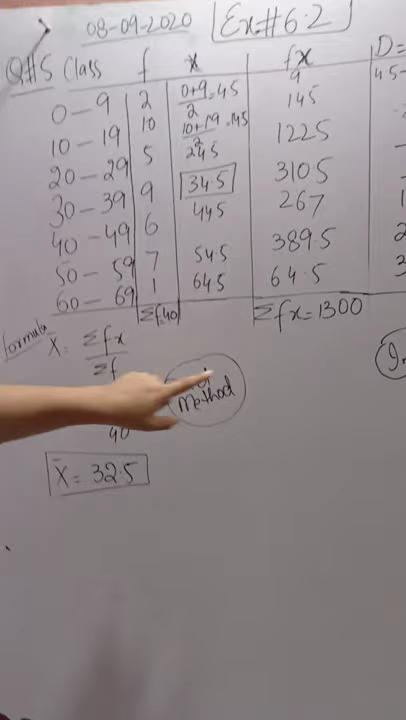 08-09-2020 Ex#6.2
Q#5 Class f x fx D=
0-9 2 0+9/2=4.5 9 4.5-
10-19 10 10+19/2=14.5 145
20-29 5 24.5 122.5
30-39 9 34.5 310.5
40-49 6 44.5 267
50-59 7 54.5 389.5
60-69 1 64.5 64.5
Σf=40 Σfx=1300
Formula
X̄ = Σfx
Σf
Method
40
X̄ = 32.5